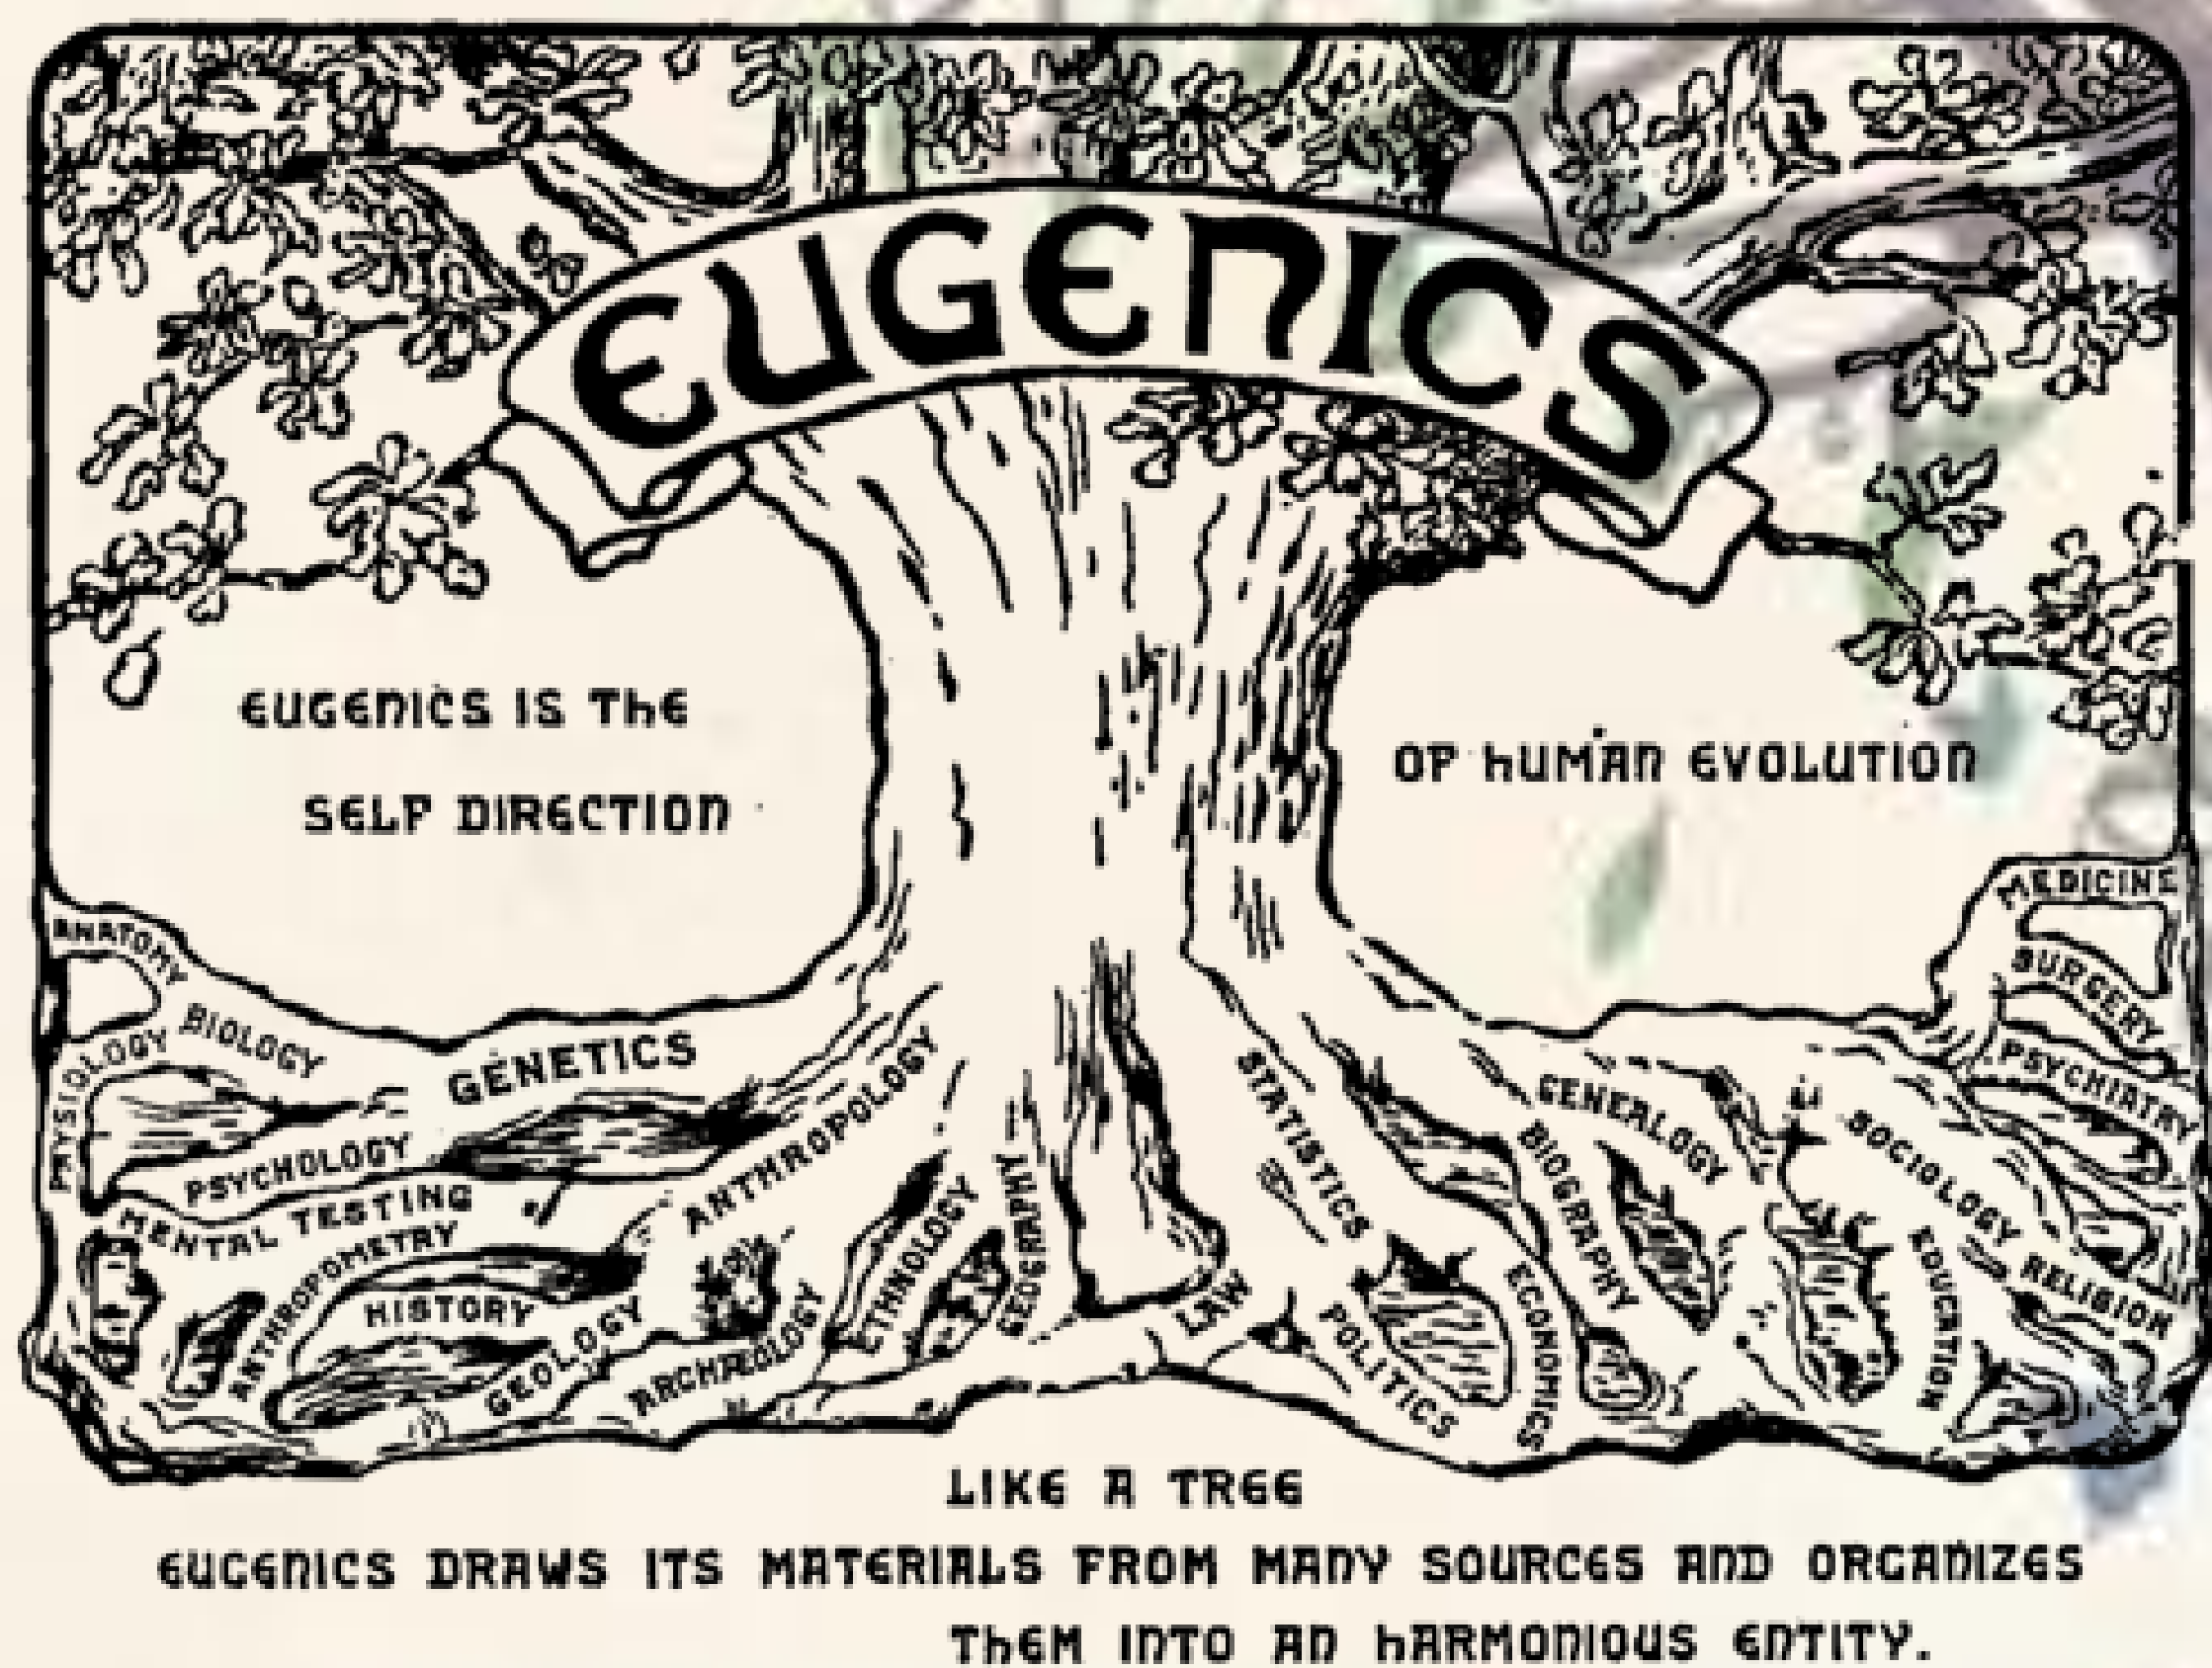 EUGENICS
EUGENICS IS THE
SELF DIRECTION
OF HUMAN EVOLUTION
ANATOMY
BIOLOGY
PHYSIOLOGY
GENETICS
PSYCHOLOGY
MENTAL TESTING
ANTHROPOMETRY
HISTORY
GEOLOGY
ANTHROPOLOGY
ARCHÆOLOGY
ETHNOLOGY
GEOGRAPHY
LAW
STATISTICS
POLITICS
ECONOMICS
BIOGRAPHY
GENEALOGY
EDUCATION
SOCIOLOGY
RELIGION
PSYCHIATRY
SURGERY
MEDICINE
LIKE A TREE
EUGENICS DRAWS ITS MATERIALS FROM MANY SOURCES AND ORGANIZES
THEM INTO AN HARMONIOUS ENTITY.